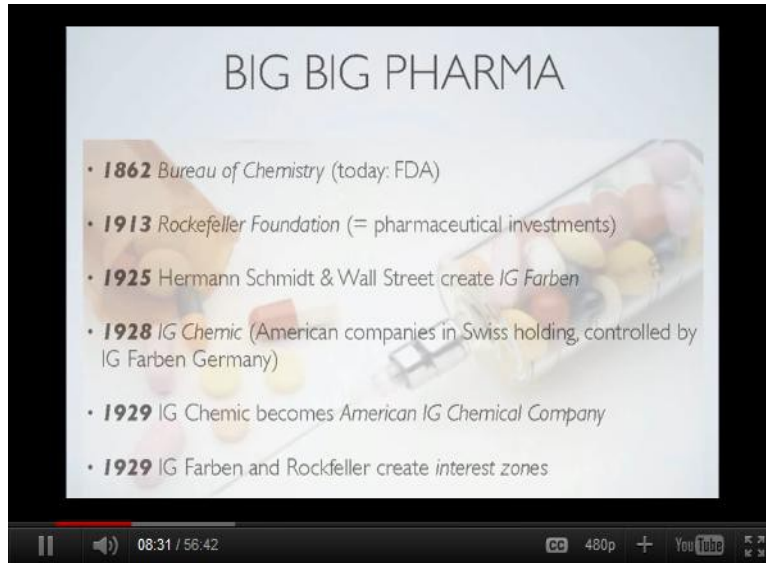 BIG BIG PHARMA
• 1862 Bureau of Chemistry (today: FDA)
• 1913 Rockefeller Foundation (= pharmaceutical investments)
• 1925 Hermann Schmidt & Wall Street create IG Farben
• 1928 IG Chemic (American companies in Swiss holding, controlled by
IG Farben Germany)
• 1929 IG Chemic becomes American IG Chemical Company
• 1929 IG Farben and Rockfeller create interest zones
08:31 / 56:42 CC 480p YouTube